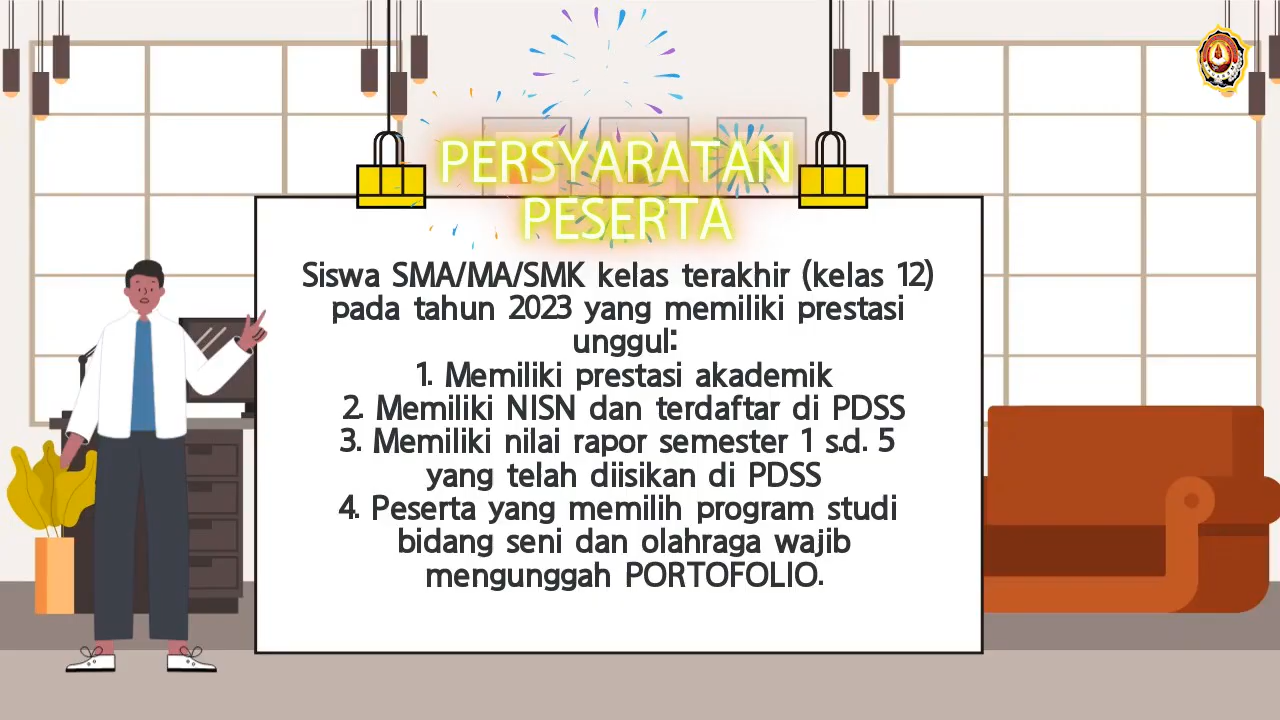 PERSYARATAN
PESERTA
Siswa SMA/MA/SMK kelas terakhir (kelas 12)
pada tahun 2023 yang memiliki prestasi
unggul:
1. Memiliki prestasi akademik
2. Memiliki NISN dan terdaftar di PDSS
3. Memiliki nilai rapor semester 1 s.d. 5
yang telah diisikan di PDSS
4. Peserta yang memilih program studi
bidang seni dan olahraga wajib
mengunggah PORTOFOLIO.